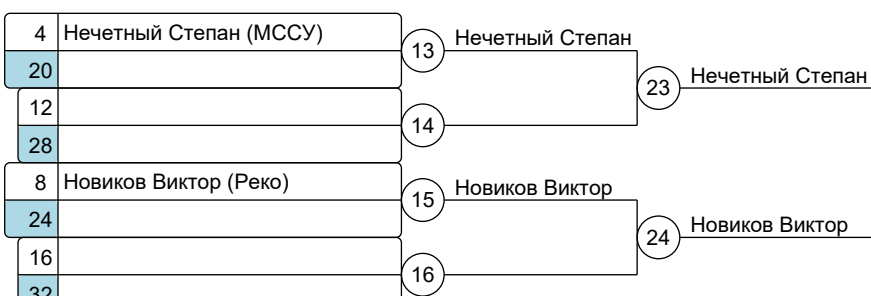 4 Нечетный Степан (МССУ)
13 Нечетный Степан
20
23 Нечетный Степан
12
14
28
8 Новиков Виктор (Реко)
15 Новиков Виктор
24
24 Новиков Виктор
16
16
32